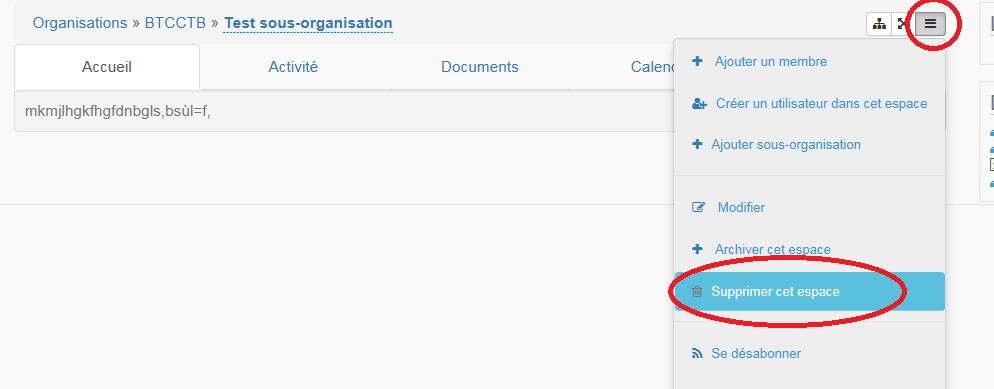 Organisations » BTCCTB » Test sous-organisation
Accueil
Activité
Documents
mkmjlhgkfhgfdnbgls,bsùl=f,
Ajouter un membre
Créer un utilisateur dans cet espace
Ajouter sous-organisation
Modifier
Archiver cet espace
Supprimer cet espace
Se désabonner